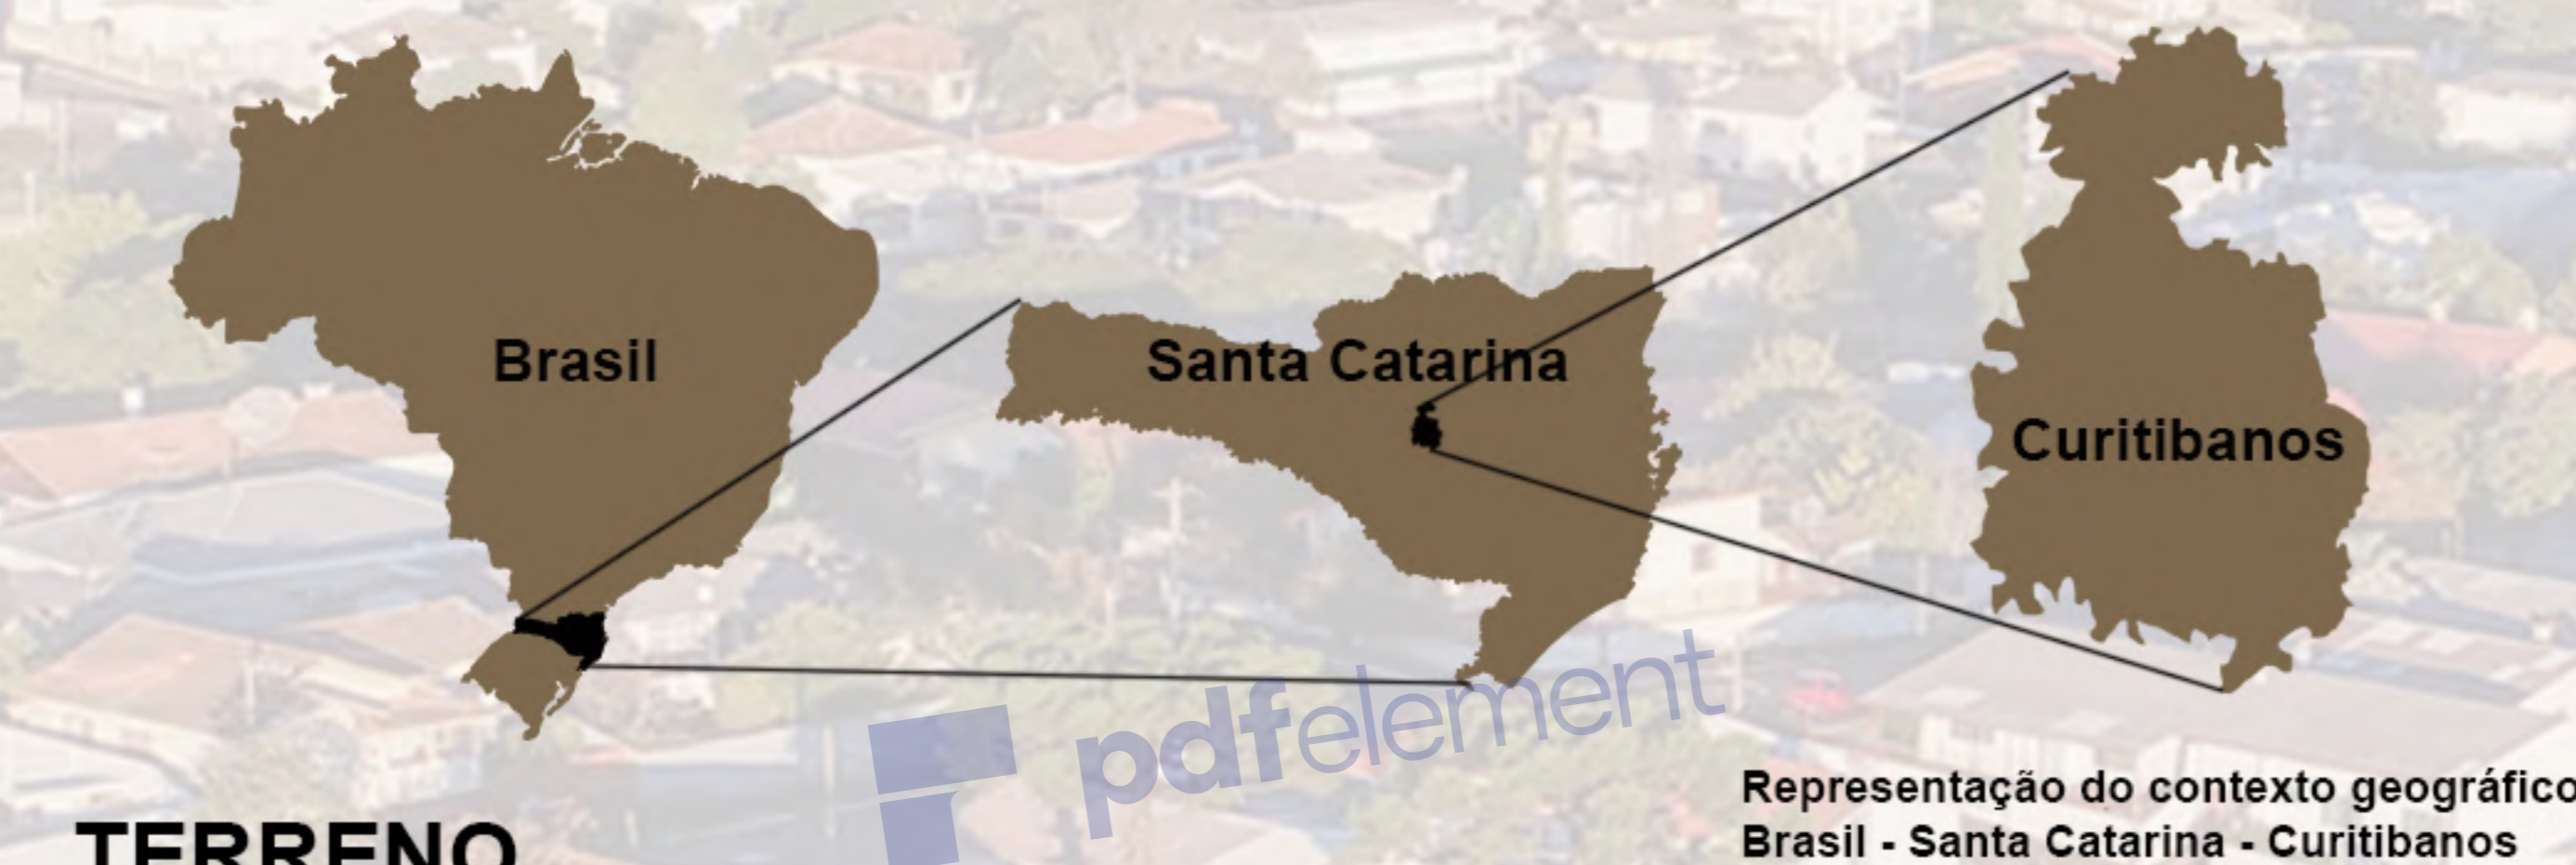 Brasil
Santa Catarina
Curitibanos
pdfelement
Representação do contexto geográfico
Brasil - Santa Catarina - Curitibanos
TERRENO